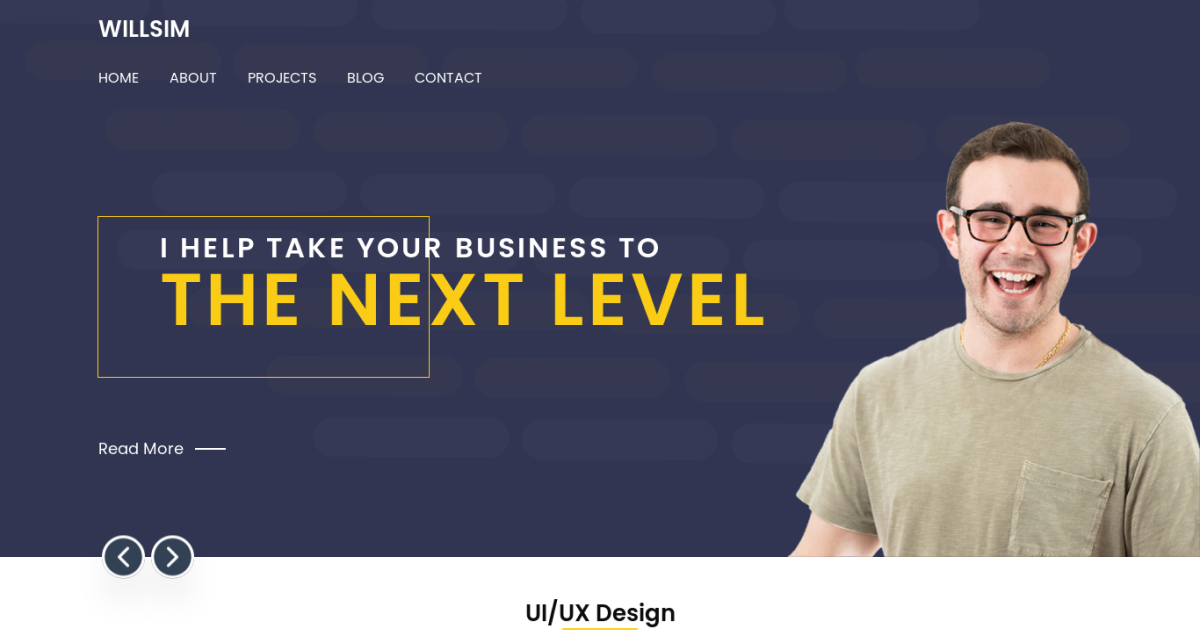 WILLSIM
HOME ABOUT PROJECTS BLOG CONTACT
I HELP TAKE YOUR BUSINESS TO
THE NEXT LEVEL
Read More
UI/UX Design